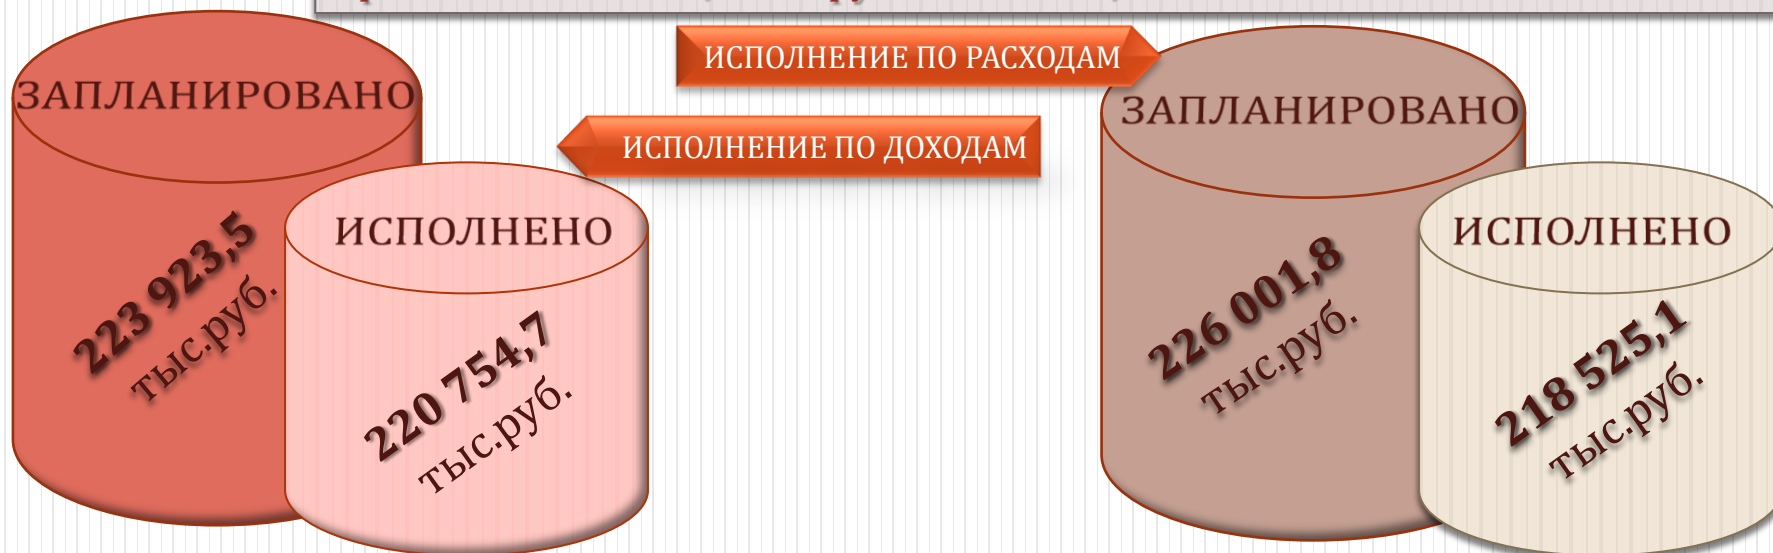 ИСПОЛНЕНИЕ ПО РАСХОДАМ
ИСПОЛНЕНИЕ ПО ДОХОДАМ
ЗАПЛАНИРОВАНО
223 923,5
тыс.руб.
ИСПОЛНЕНО
220 754,7
тыс.руб.
ЗАПЛАНИРОВАНО
226 001,8
тыс.руб.
ИСПОЛНЕНО
218 525,1
тыс.руб.